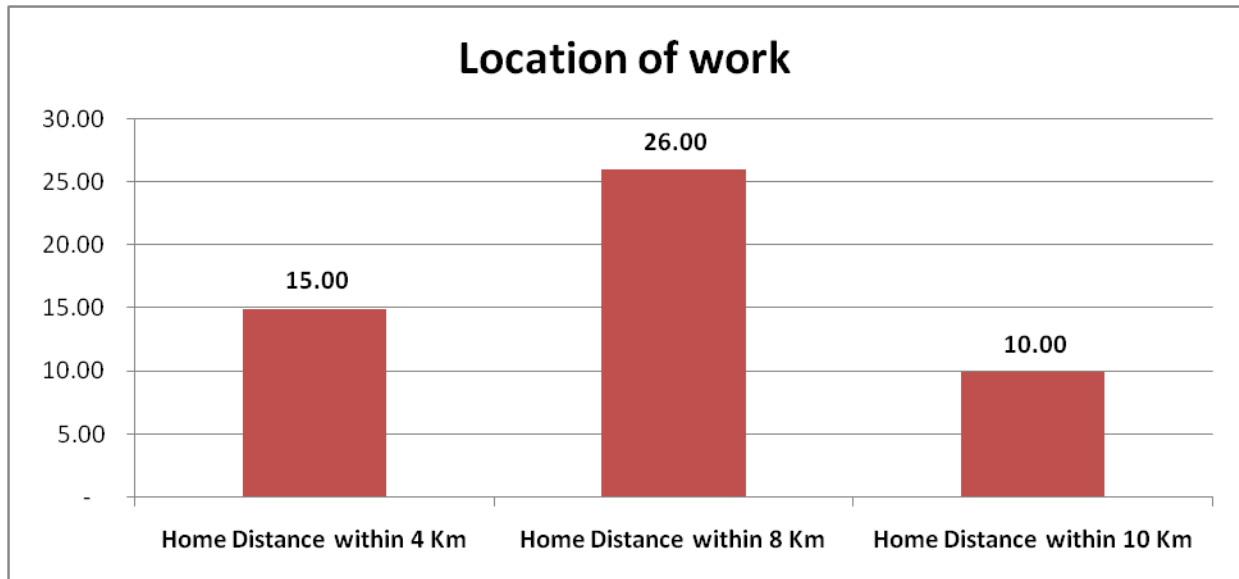 Location of work
30.00
25.00
20.00
15.00
10.00
5.00
-
15.00
26.00
10.00
Home Distance within 4 Km
Home Distance within 8 Km
Home Distance within 10 Km